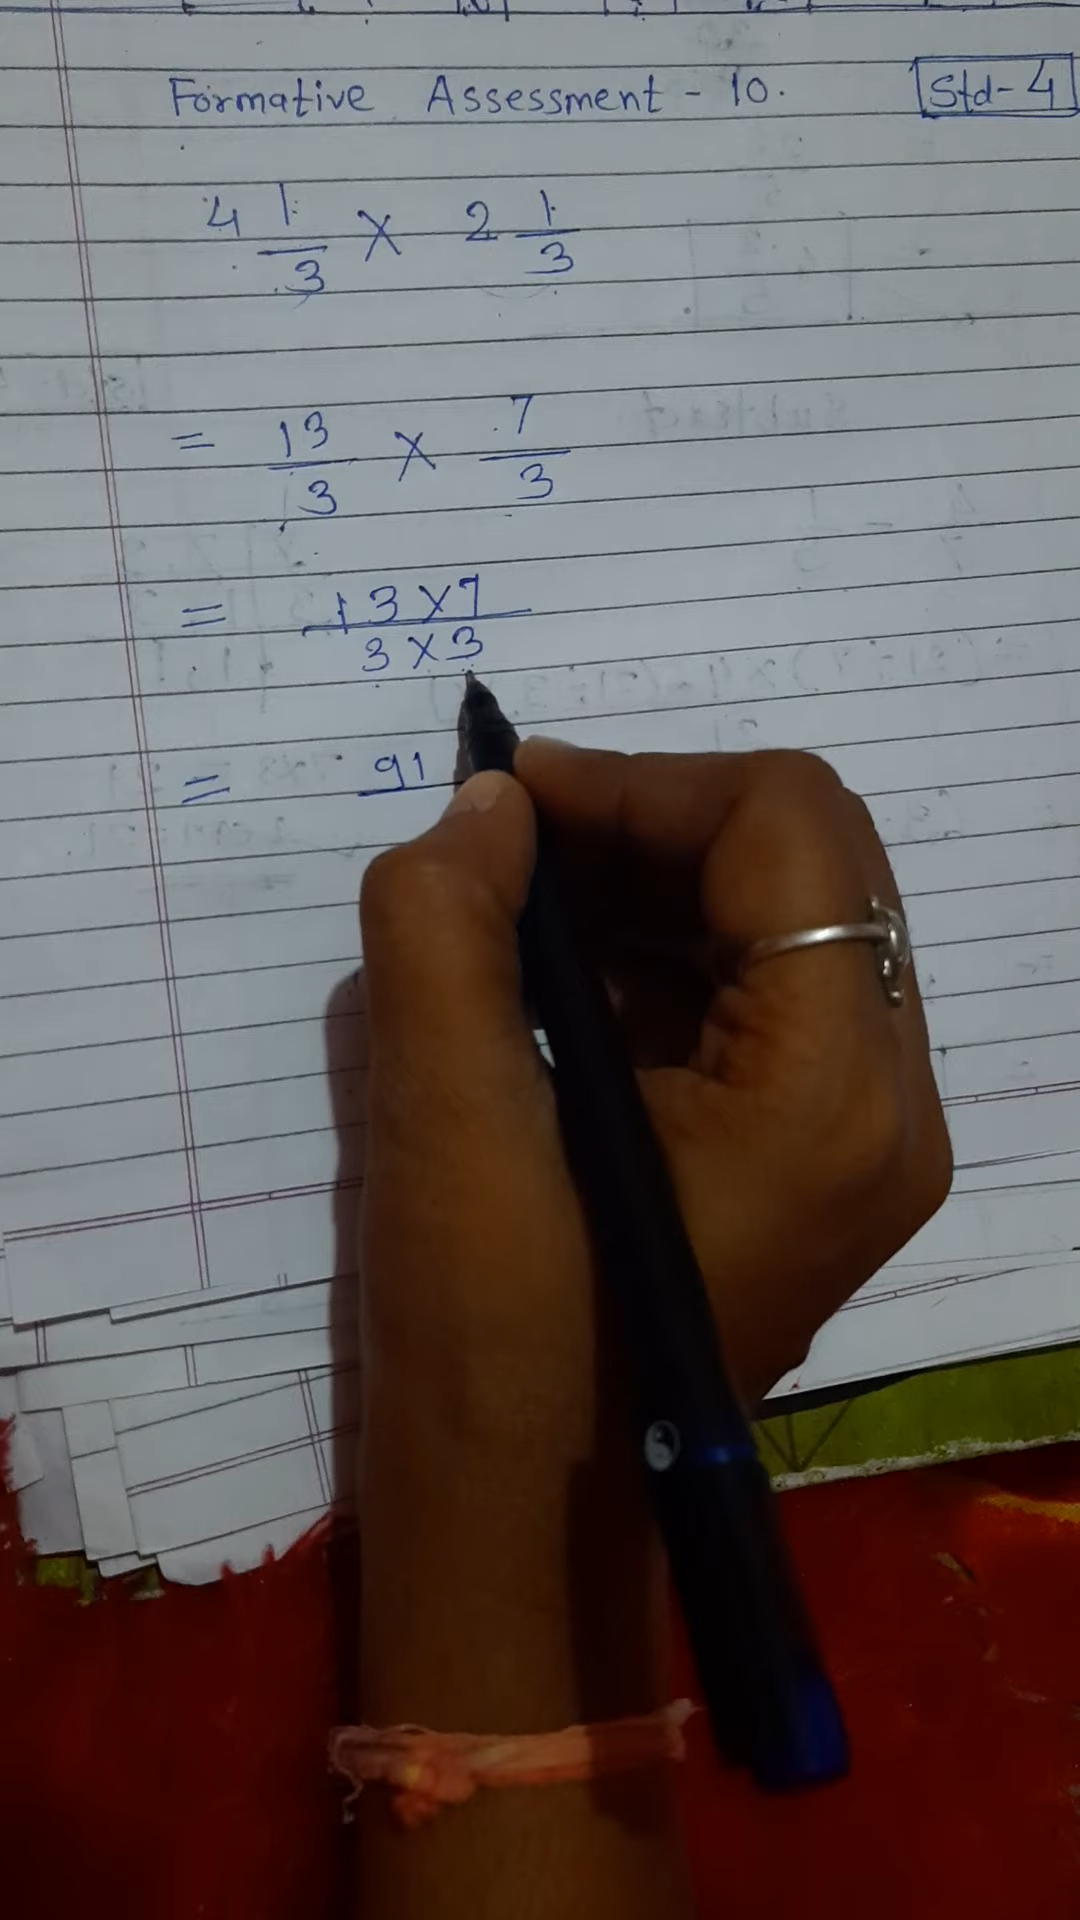 Formative Assessment - 10. Std-4
4 1/3 X 2 1/3
= 13/3 X 7/3
= 13 X 7 / 3 X 3
= 91